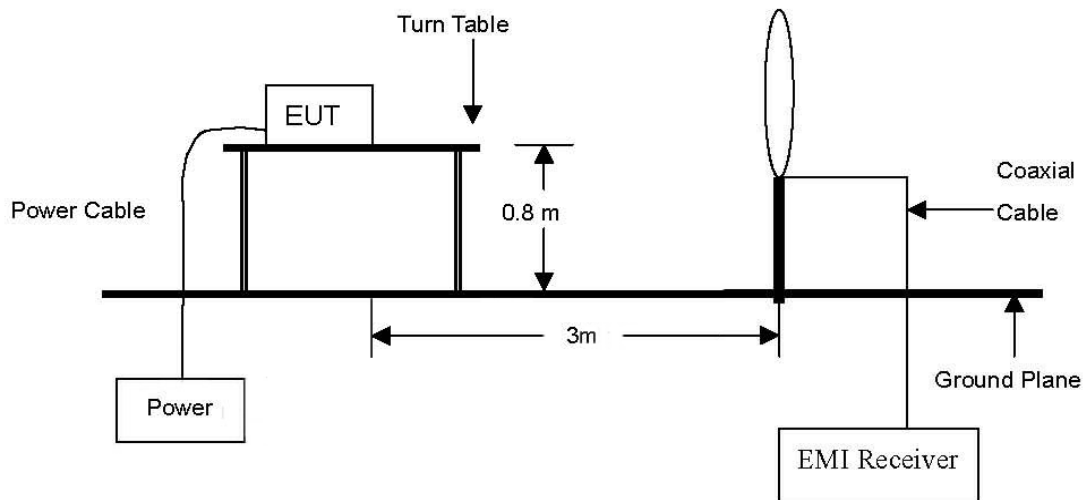 Turn Table
EUT
Coaxial
Cable
Power Cable
0.8 m
3m
Ground Plane
Power
EMI Receiver